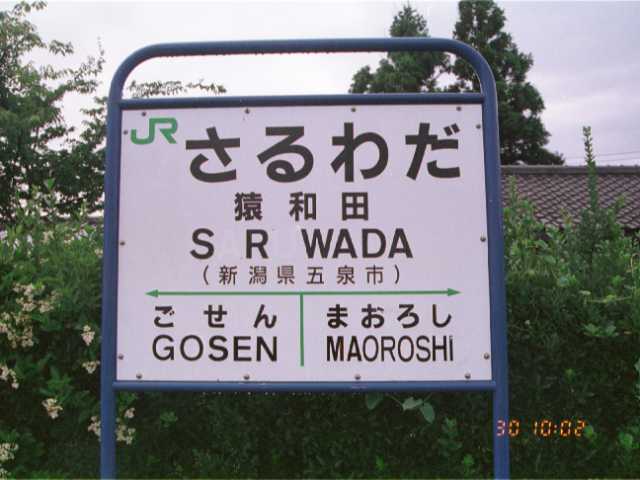 JR さるわだ
猿和田
S R WADA
(新潟県五泉市)
ごせん まおろし
GOSEN MAOROSHI
30 10:02